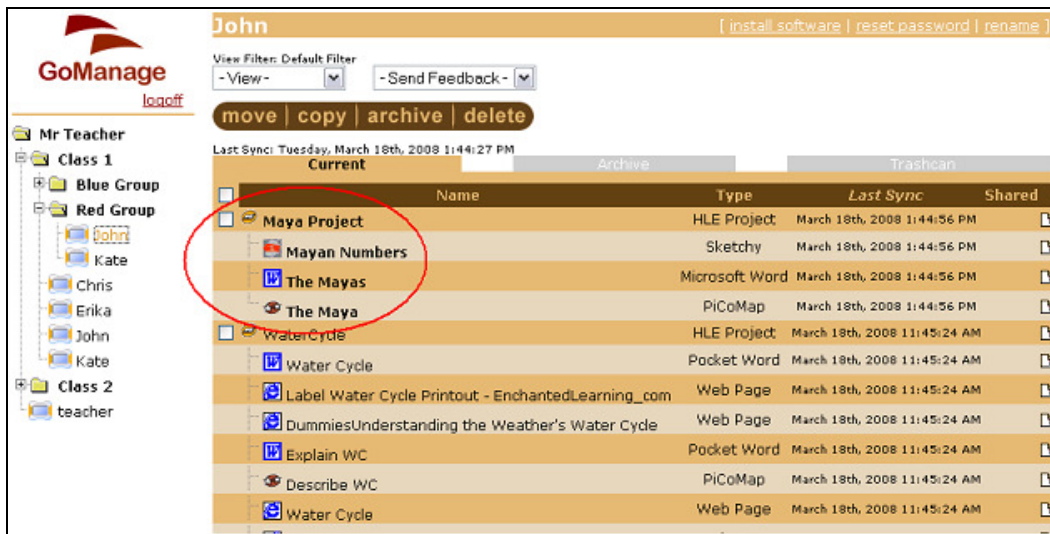 John [ install software | reset password | rename ]
GoManage
logoff
View Filter: Default Filter
- View - - Send Feedback -
move | copy | archive | delete
Last Sync: Tuesday, March 18th, 2008 1:44:27 PM
Current Archive Trashcan
Mr Teacher
Class 1
Blue Group
Red Group
John
Kate
Chris
Erika
John
Kate
Class 2
teacher
Name Type Last Sync Shared
Maya Project HLE Project March 18th, 2008 1:44:56 PM
Mayan Numbers Sketchy March 18th, 2008 1:44:56 PM
The Mayas Microsoft Word March 18th, 2008 1:44:56 PM
The Maya PiCoMap March 18th, 2008 1:44:56 PM
WaterCycle HLE Project March 18th, 2008 11:45:24 AM
Water Cycle Pocket Word March 18th, 2008 11:45:24 AM
Label Water Cycle Printout - EnchantedLearning_com Web Page March 18th, 2008 11:45:24 AM
DummiesUnderstanding the Weather's Water Cycle Web Page March 18th, 2008 11:45:24 AM
Explain WC Pocket Word March 18th, 2008 11:45:24 AM
Describe WC PiCoMap March 18th, 2008 11:45:24 AM
Water Cycle Web Page March 18th, 2008 11:45:24 AM